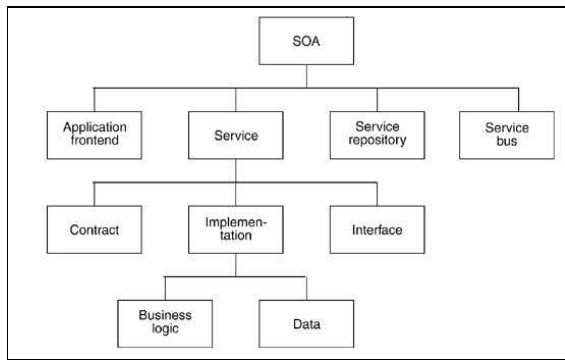 SOA
Application
frontend
Service
Service
repository
Service
bus
Contract
Implemen-
tation
Interface
Business
logic
Data